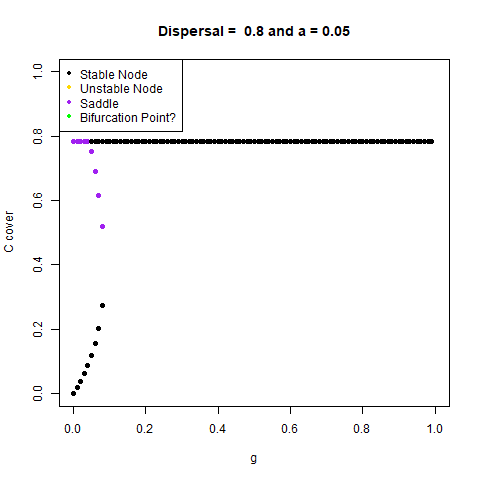 Dispersal =  0.8 and a = 0.05
Stable Node
Unstable Node
Saddle
Bifurcation Point?
C cover
1.0
0.8
0.6
0.4
0.2
0.0
0.0 0.2 0.4 0.6 0.8 1.0
g